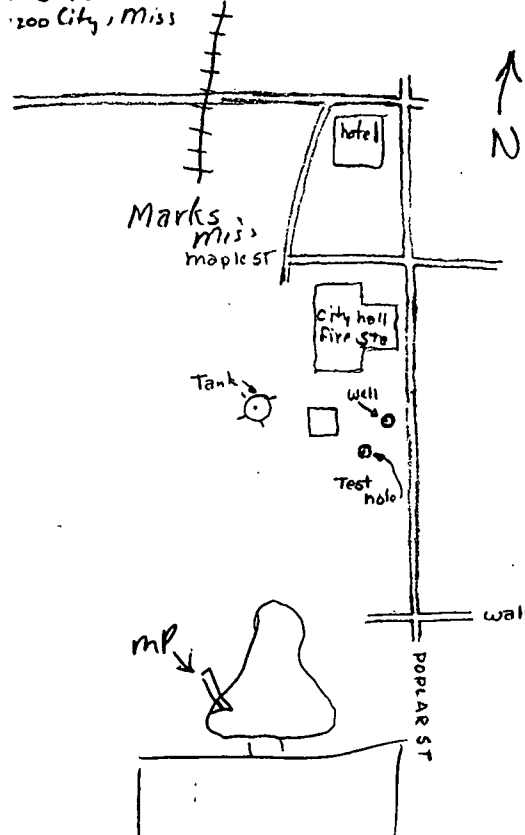 City, Miss
N
hotel
Marks
Miss
maple ST
city hall
fire sta
Tank
well
Test
hole
wal
MP
POPLAR ST